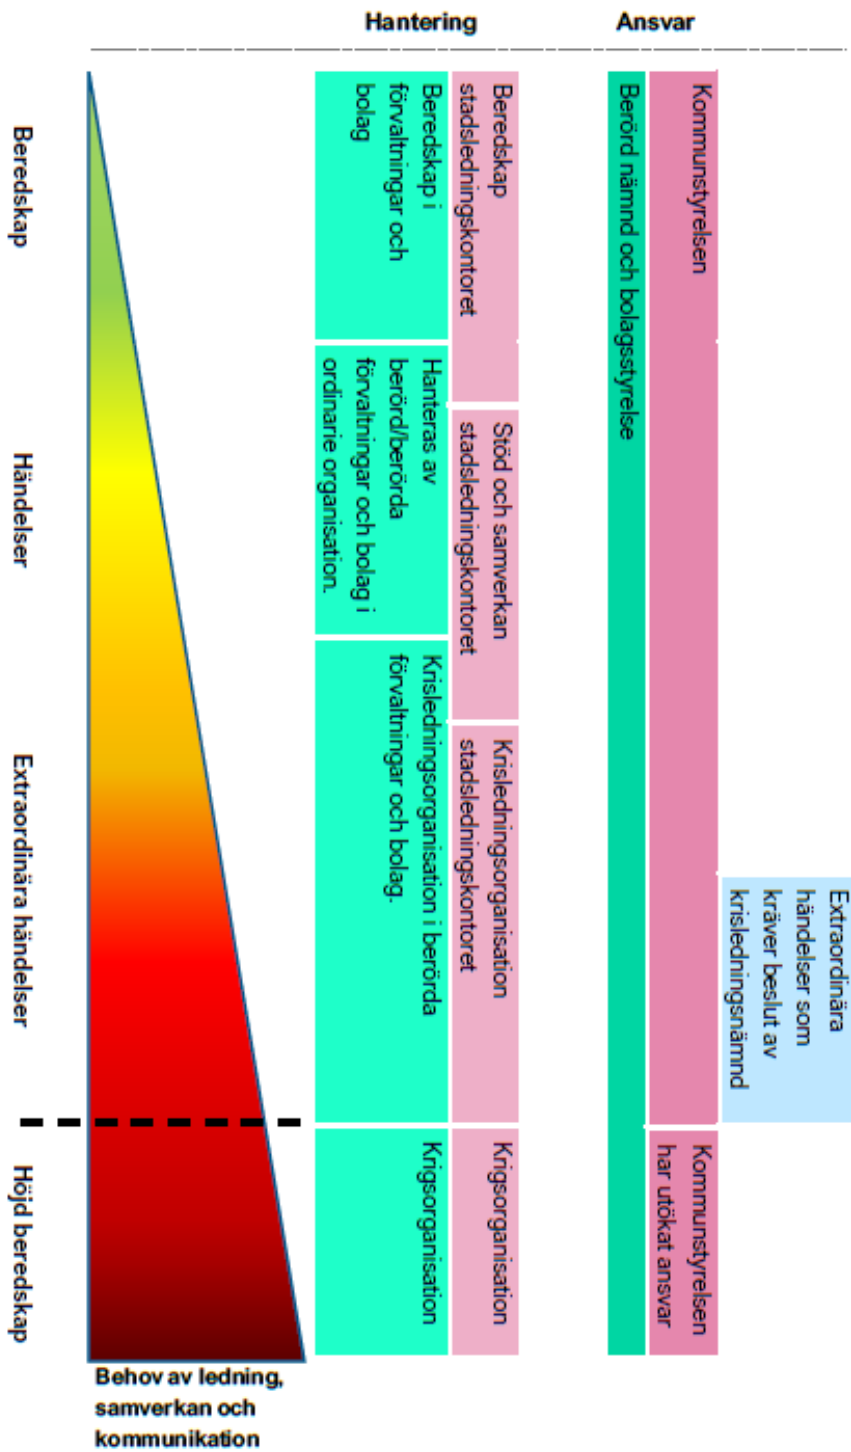 Ansvar
Extraordinära
händelser som
kräver beslut av
krisledningsnämnd
Kommunstyrelsen
Kommunstyrelsen
har utökat ansvar
Berörd nämnd och bolagsstyrelse
Hantering
Beredskap
stadsledningskontoret
Stöd och samverkan
stadsledningskontoret
Krisledningsorganisation
stadsledningskontoret
Krigsorganisation
Beredskap i
förvaltningar och
bolag
Hanteras av
berörd/berörda
förvaltningar och bolag i
ordinarie organisation.
Krisledningsorganisation i berörda
förvaltningar och bolag.
Krigsorganisation
Behov av ledning,
samverkan och
kommunikation
Beredskap
Händelser
Extraordinära händelser
Höjd beredskap